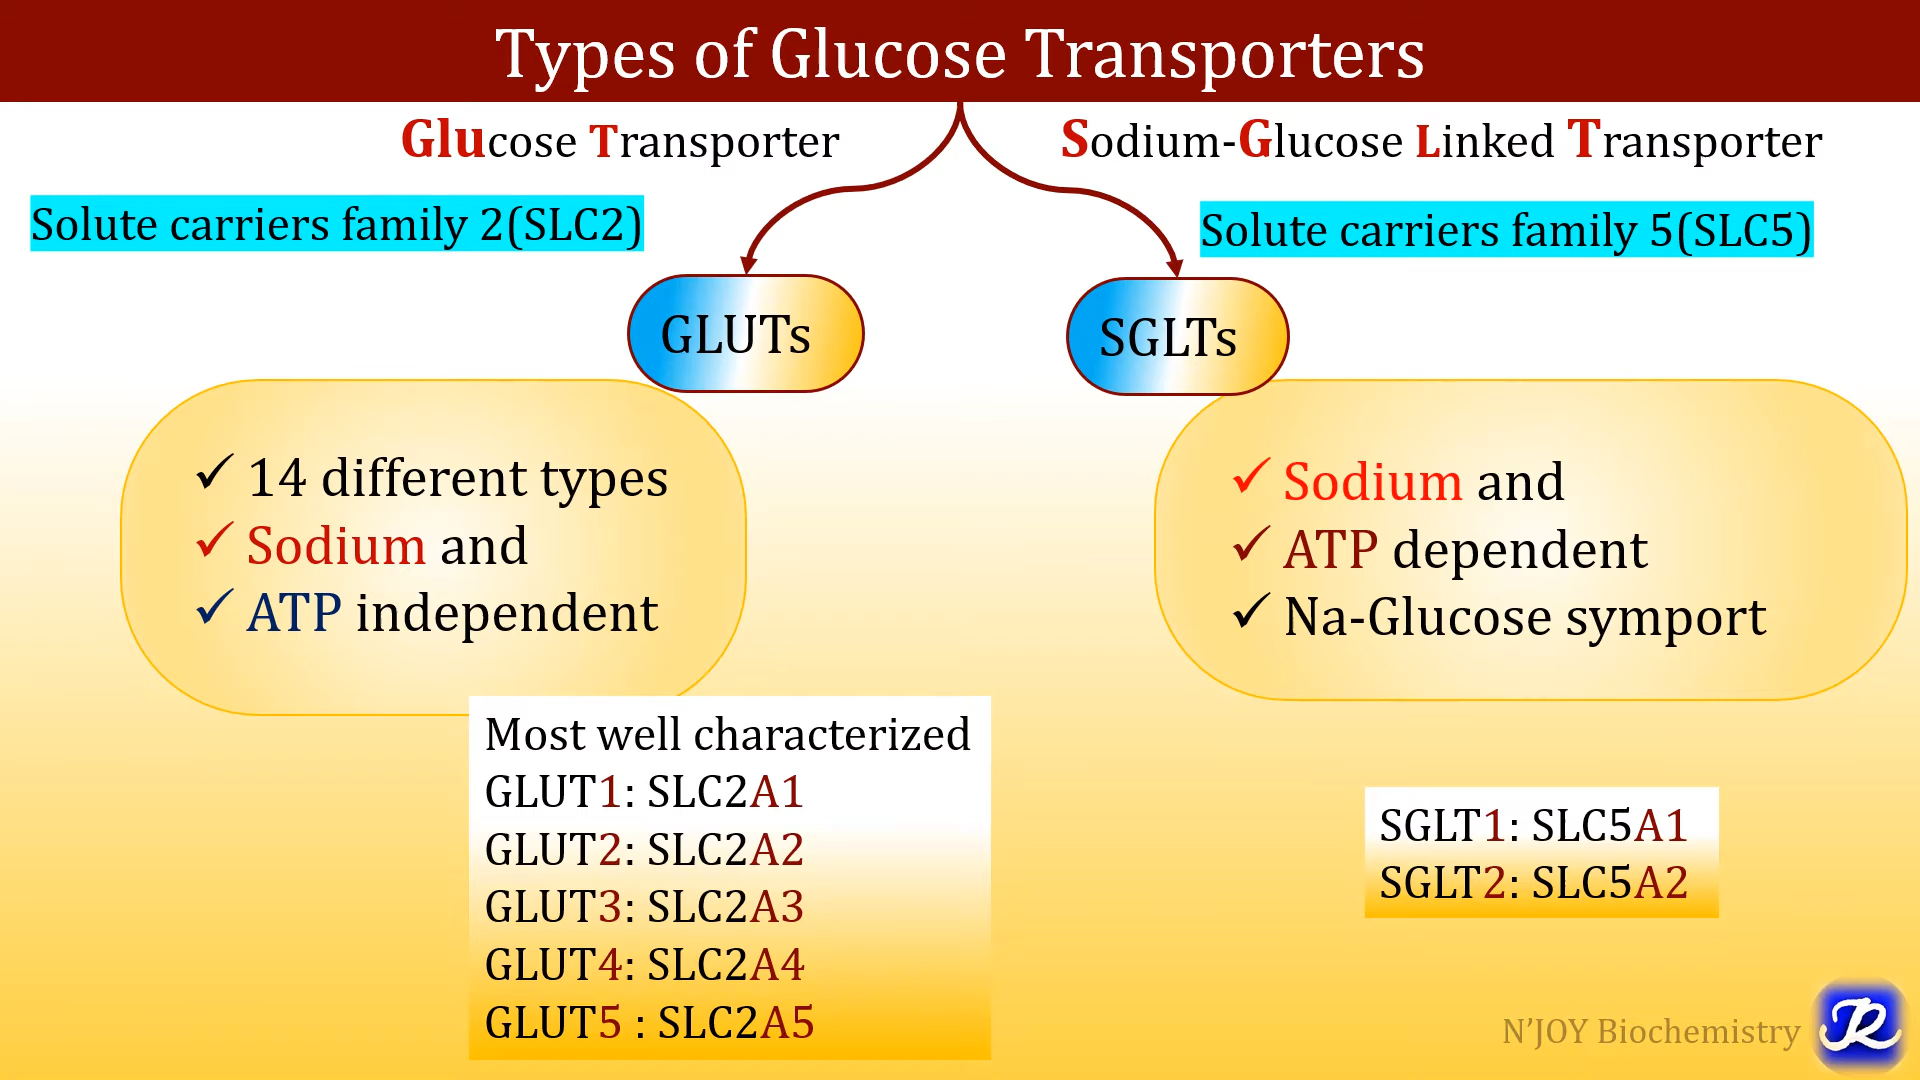 Types of Glucose Transporters
Glucose Transporter
Sodium-Glucose Linked Transporter
Solute carriers family 2(SLC2)
Solute carriers family 5(SLC5)
GLUTs
SGLTs
✓ 14 different types
✓ Sodium and
✓ ATP independent
✓ Sodium and
✓ ATP dependent
✓ Na-Glucose symport
Most well characterized
GLUT1: SLC2A1
GLUT2: SLC2A2
GLUT3: SLC2A3
GLUT4: SLC2A4
GLUT5 : SLC2A5
SGLT1: SLC5A1
SGLT2: SLC5A2
N’JOY Biochemistry
R